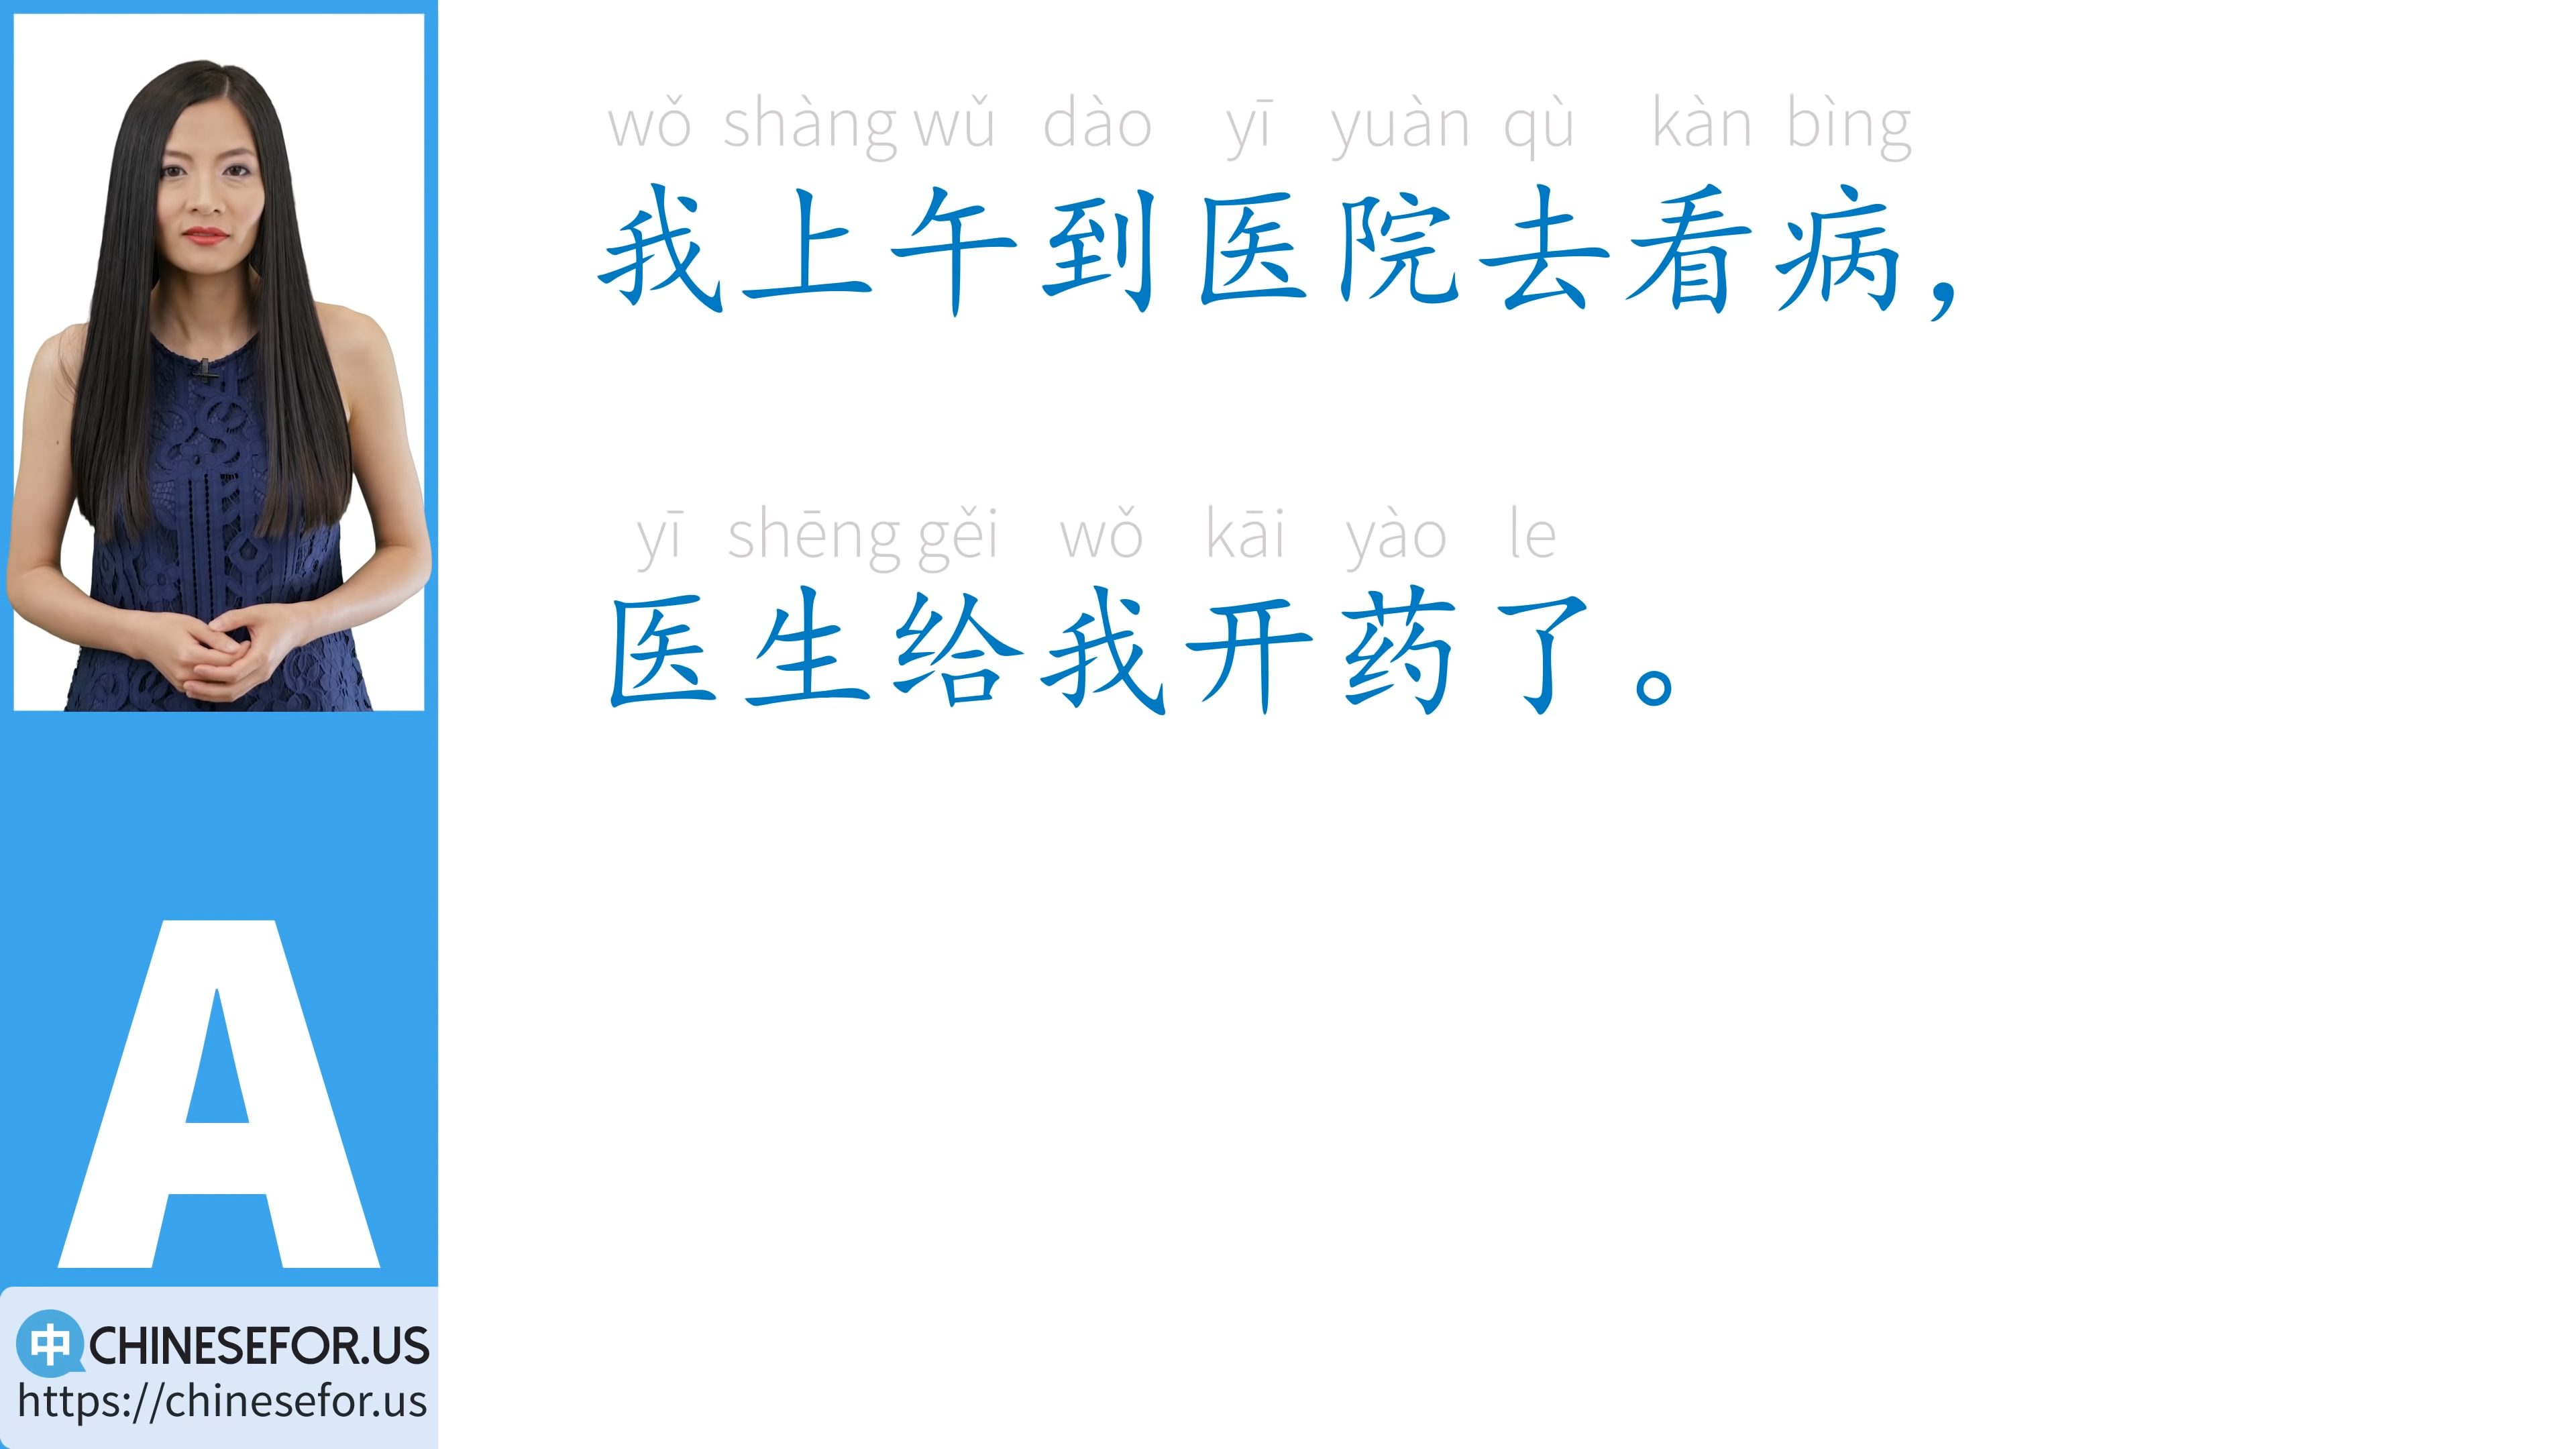 wǒ shàng wǔ dào yī yuàn qù kàn bìng
我上午到医院去看病，
yī shēng gěi wǒ kāi yào le
医生给我开药了。
A
中 CHINESEFOR.US
https://chinesefor.us